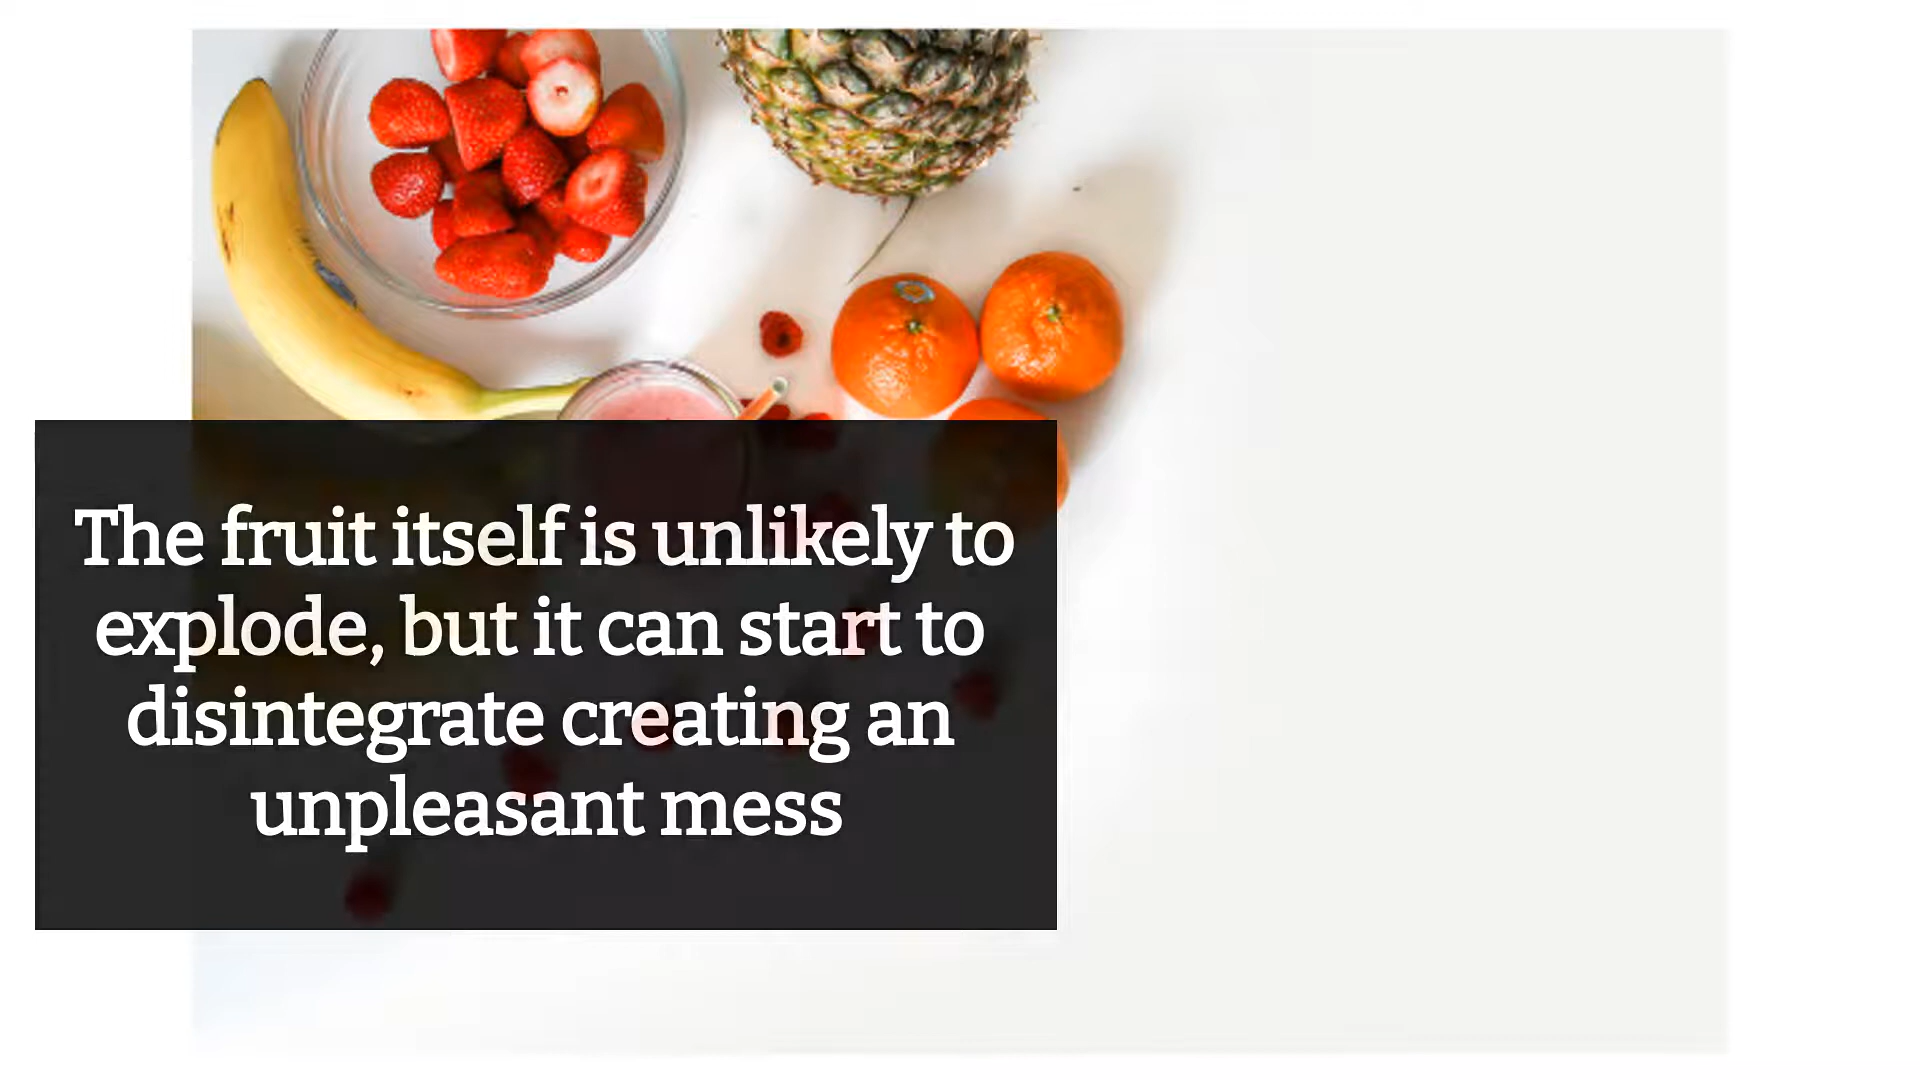 The fruit itself is unlikely to
explode, but it can start to
disintegrate creating an
unpleasant mess